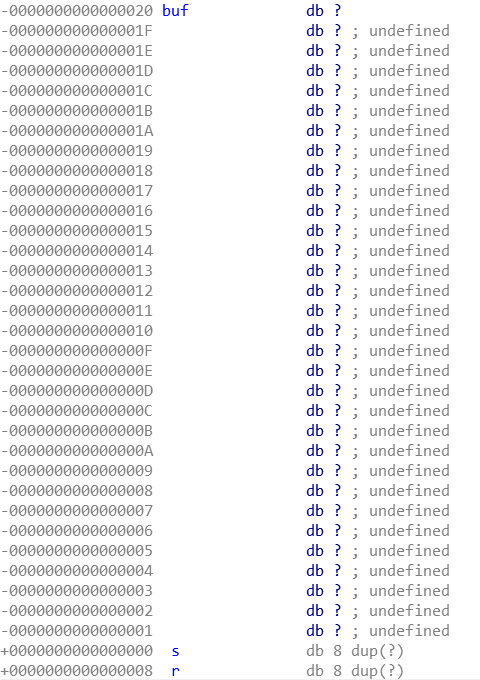 -0000000000000020 buf db ?
-000000000000001F db ? ; undefined
-000000000000001E db ? ; undefined
-000000000000001D db ? ; undefined
-000000000000001C db ? ; undefined
-000000000000001B db ? ; undefined
-000000000000001A db ? ; undefined
-0000000000000019 db ? ; undefined
-0000000000000018 db ? ; undefined
-0000000000000017 db ? ; undefined
-0000000000000016 db ? ; undefined
-0000000000000015 db ? ; undefined
-0000000000000014 db ? ; undefined
-0000000000000013 db ? ; undefined
-0000000000000012 db ? ; undefined
-0000000000000011 db ? ; undefined
-0000000000000010 db ? ; undefined
-000000000000000F db ? ; undefined
-000000000000000E db ? ; undefined
-000000000000000D db ? ; undefined
-000000000000000C db ? ; undefined
-000000000000000B db ? ; undefined
-000000000000000A db ? ; undefined
-0000000000000009 db ? ; undefined
-0000000000000008 db ? ; undefined
-0000000000000007 db ? ; undefined
-0000000000000006 db ? ; undefined
-0000000000000005 db ? ; undefined
-0000000000000004 db ? ; undefined
-0000000000000003 db ? ; undefined
-0000000000000002 db ? ; undefined
-0000000000000001 db ? ; undefined
+0000000000000000 s db 8 dup(?)
+0000000000000008 r db 8 dup(?)